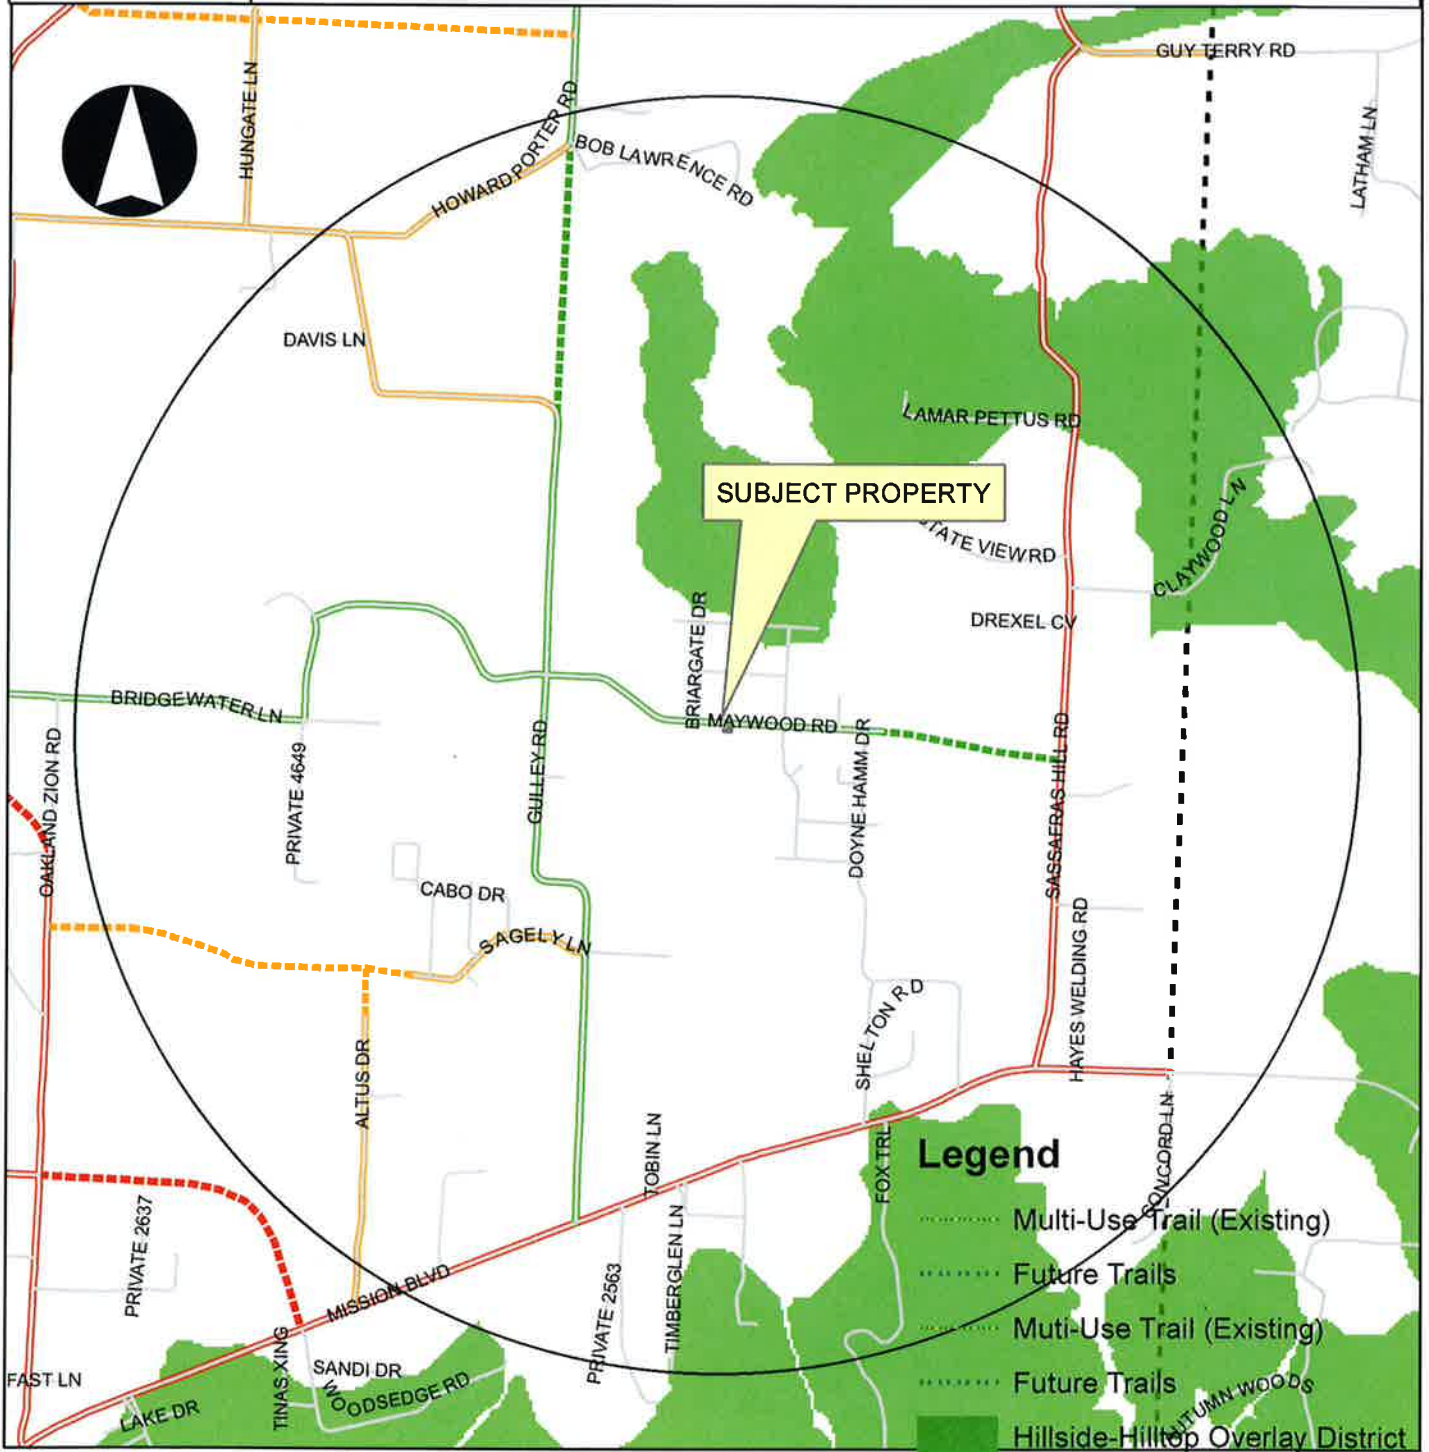 GUY TERRY RD
HUNGATE LN
HOWARD PORTER RD
BOB LAWRENCE RD
LATHAM LN
DAVIS LN
LAMAR PETTUS RD
SUBJECT PROPERTY
STATE VIEW RD
CLAYWOOD LN
BRIARGATE DR
DREXEL CV
BRIDGEWATER LN
MAYWOOD RD
OAKLAND ZION RD
PRIVATE 4649
GULLEY RD
DOYNE HAMM DR
SASSAFRAS HILL RD
CABO DR
SAGELY LN
HAYES WELDING RD
SHELTON RD
ALTUS DR
TOBIN LN
FOX TRL
CONCORD LN
Legend
Multi-Use Trail (Existing)
Future Trails
Muti-Use Trail (Existing)
Future Trails
Hillside-Hilltop Overlay District
PRIVATE 2637
MISSION BLVD
PRIVATE 2563
TIMBERGLEN LN
TINAS XING
SANDI DR
WOODSEDGE RD
FAST LN
LAKE DR
AUTUMN WOODS